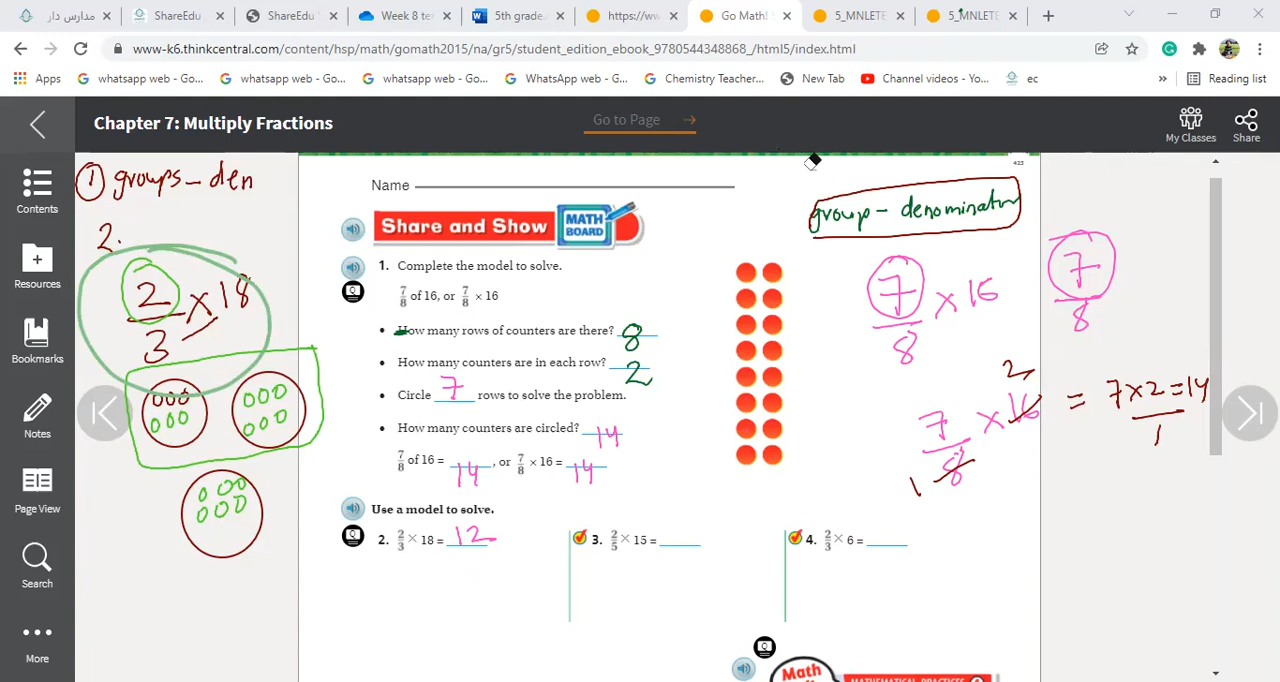 مدارس دار
ShareEdu
ShareEdu
Week 8 ter
5th grade.
https://ww
Go Math!
5_MNLETE
5_MNLETE
www-k6.thinkcentral.com/content/hsp/math/gomath2015/na/gr5/student_edition_ebook_9780544348868_/html5/index.html
Apps
whatsapp web - Go...
whatsapp web - Go...
whatsapp web - Go...
WhatsApp web - Go...
Chemistry Teacher...
New Tab
Channel videos - Yo...
ec
»
Reading list
Chapter 7: Multiply Fractions
Go to Page
My Classes
Share
Contents
Resources
Bookmarks
Notes
Page View
Search
More
① groups - den
2.
2/3 × 18
425
Name
Share and Show
MATH BOARD
group - denominator
1. Complete the model to solve.
7/8 of 16, or 7/8 × 16
• How many rows of counters are there? 8
• How many counters are in each row? 2
• Circle 7 rows to solve the problem.
• How many counters are circled? 14
7/8 of 16 = 14, or 7/8 × 16 = 14
7/8 × 16
7/8
2
7/8 × 16 = 7 × 2 = 14
1
1
Use a model to solve.
2. 2/3 × 18 = 12
3. 2/5 × 15 =
4. 2/3 × 6 =
Math
MATHEMATICAL PRACTICES